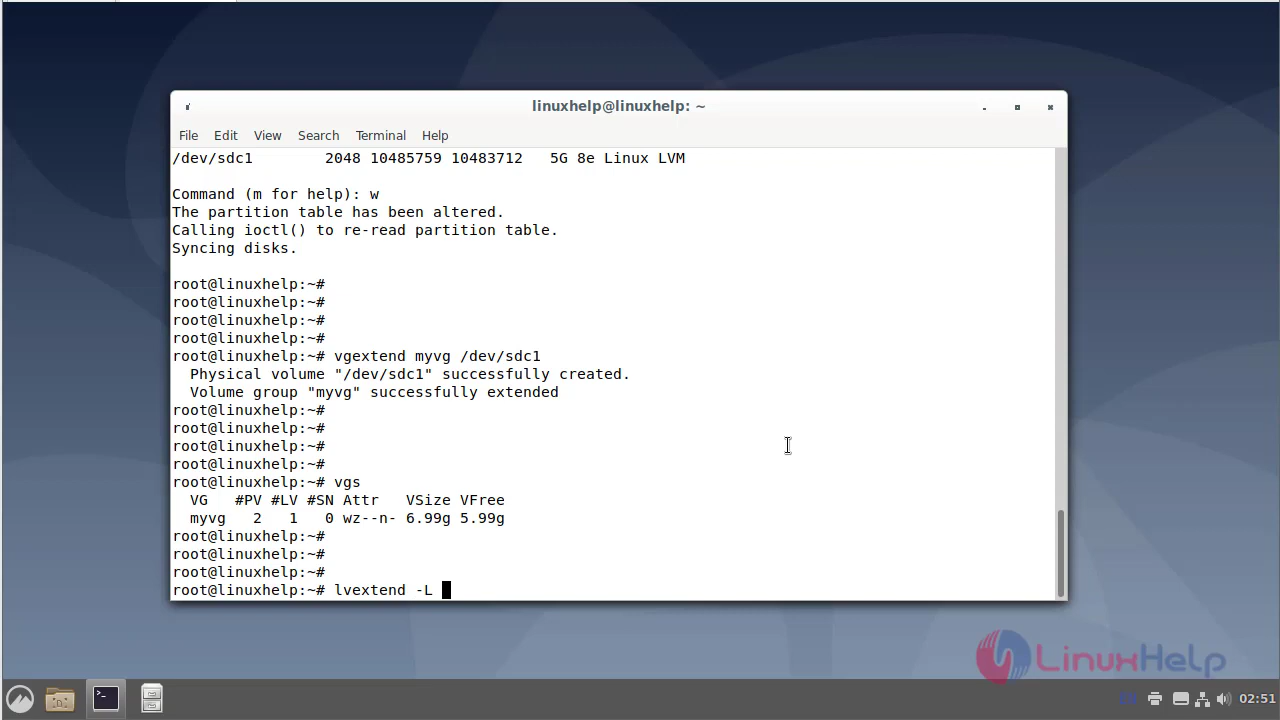 linuxhelp@linuxhelp: ~
File Edit View Search Terminal Help
/dev/sdc1        2048 10485759 10483712   5G 8e Linux LVM
Command (m for help): w
The partition table has been altered.
Calling ioctl() to re-read partition table.
Syncing disks.
root@linuxhelp:~#
root@linuxhelp:~#
root@linuxhelp:~#
root@linuxhelp:~#
root@linuxhelp:~# vgextend myvg /dev/sdc1
  Physical volume "/dev/sdc1" successfully created.
  Volume group "myvg" successfully extended
root@linuxhelp:~#
root@linuxhelp:~#
root@linuxhelp:~#
root@linuxhelp:~#
root@linuxhelp:~# vgs
  VG   #PV #LV #SN Attr   VSize VFree
  myvg   2   1   0 wz--n- 6.99g 5.99g
root@linuxhelp:~#
root@linuxhelp:~#
root@linuxhelp:~#
root@linuxhelp:~# lvextend -L
LinuxHelp
02:51